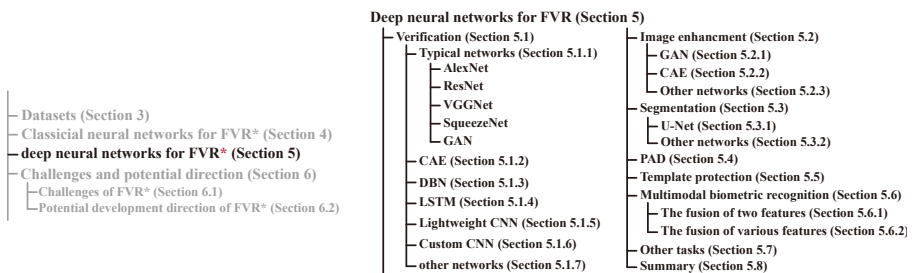 Datasets (Section 3)
Classicial neural networks for FVR* (Section 4)
deep neural networks for FVR* (Section 5)
Challenges and potential direction (Section 6)
Challenges of FVR* (Section 6.1)
Potential development direction of FVR* (Section 6.2)
Deep neural networks for FVR (Section 5)
Verification (Section 5.1)
Typical networks (Section 5.1.1)
AlexNet
ResNet
VGGNet
SqueezeNet
GAN
CAE (Section 5.1.2)
DBN (Section 5.1.3)
LSTM (Section 5.1.4)
Lightweight CNN (Section 5.1.5)
Custom CNN (Section 5.1.6)
other networks (Section 5.1.7)
Image enhancment (Section 5.2)
GAN (Section 5.2.1)
CAE (Section 5.2.2)
Other networks (Section 5.2.3)
Segmentation (Section 5.3)
U-Net (Section 5.3.1)
Other networks (Section 5.3.2)
PAD (Section 5.4)
Template protection (Section 5.5)
Multimodal biometric recognition (Section 5.6)
The fusion of two features (Section 5.6.1)
The fusion of various features (Section 5.6.2)
Other tasks (Section 5.7)
Summary (Section 5.8)